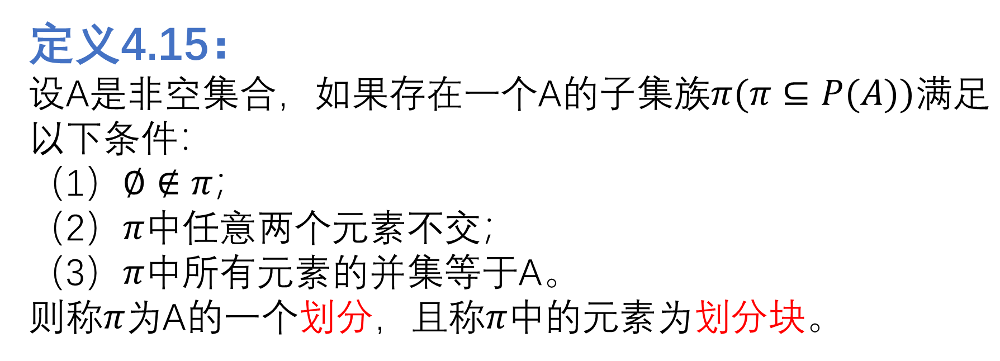 定义4.15:
设A是非空集合，如果存在一个A的子集族π(π ⊆ P(A))满足
以下条件：
（1）∅ ∉ π；
（2）π中任意两个元素不交；
（3）π中所有元素的并集等于A。
则称π为A的一个划分，且称π中的元素为划分块。